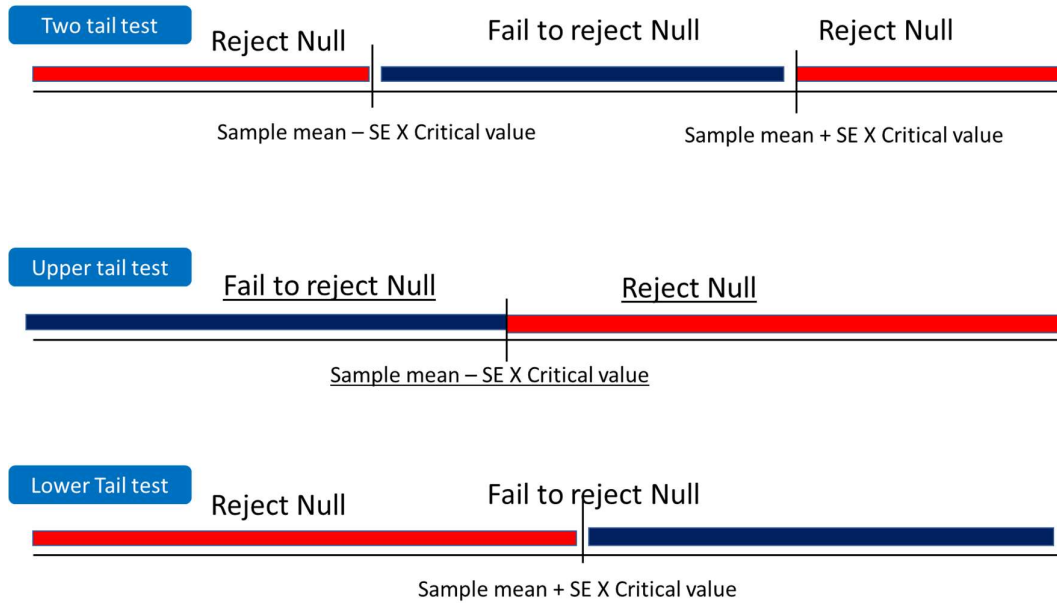 Two tail test
Reject Null
Fail to reject Null
Reject Null
Sample mean – SE X Critical value
Sample mean + SE X Critical value
Upper tail test
Fail to reject Null
Reject Null
Sample mean – SE X Critical value
Lower Tail test
Reject Null
Fail to reject Null
Sample mean + SE X Critical value